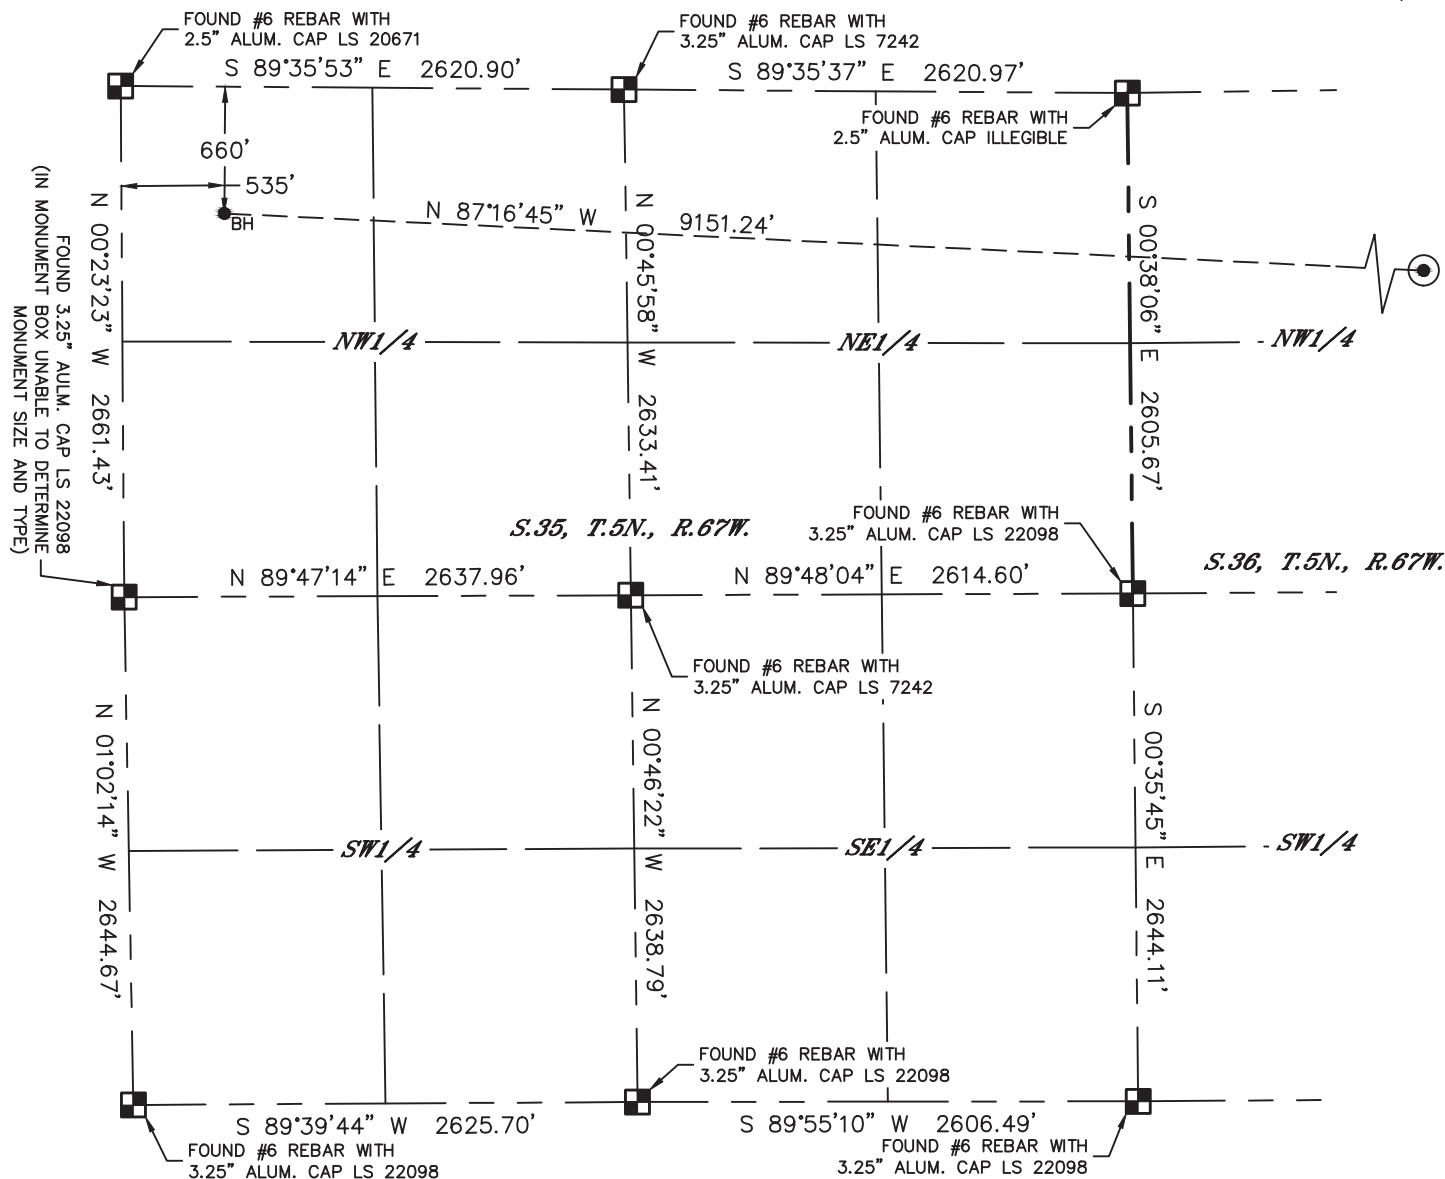 FOUND #6 REBAR WITH
2.5” ALUM. CAP LS 20671
FOUND #6 REBAR WITH
3.25” ALUM. CAP LS 7242
S 89°35’53” E 2620.90’
S 89°35’37” E 2620.97’
FOUND #6 REBAR WITH
2.5” ALUM. CAP ILLEGIBLE
660’
535’
BH
N 87°16’45” W 9151.24’
N 00°23’23” W 2661.43’
N 00°45’58” W 2633.41’
S 00°38’06” E 2605.67’
FOUND 3.25” AULM. CAP LS 22098
(IN MONUMENT BOX UNABLE TO DETERMINE
MONUMENT SIZE AND TYPE)
NW1/4
NE1/4
NW1/4
S.35, T.5N., R.67W.
FOUND #6 REBAR WITH
3.25” ALUM. CAP LS 22098
S.36, T.5N., R.67W.
N 89°47’14” E 2637.96’
N 89°48’04” E 2614.60’
FOUND #6 REBAR WITH
3.25” ALUM. CAP LS 7242
N 01°02’14” W 2644.67’
N 00°46’22” W 2638.79’
S 00°35’45” E 2644.11’
SW1/4
SE1/4
SW1/4
FOUND #6 REBAR WITH
3.25” ALUM. CAP LS 22098
S 89°39’44” W 2625.70’
S 89°55’10” W 2606.49’
FOUND #6 REBAR WITH
3.25” ALUM. CAP LS 22098
FOUND #6 REBAR WITH
3.25” ALUM. CAP LS 22098